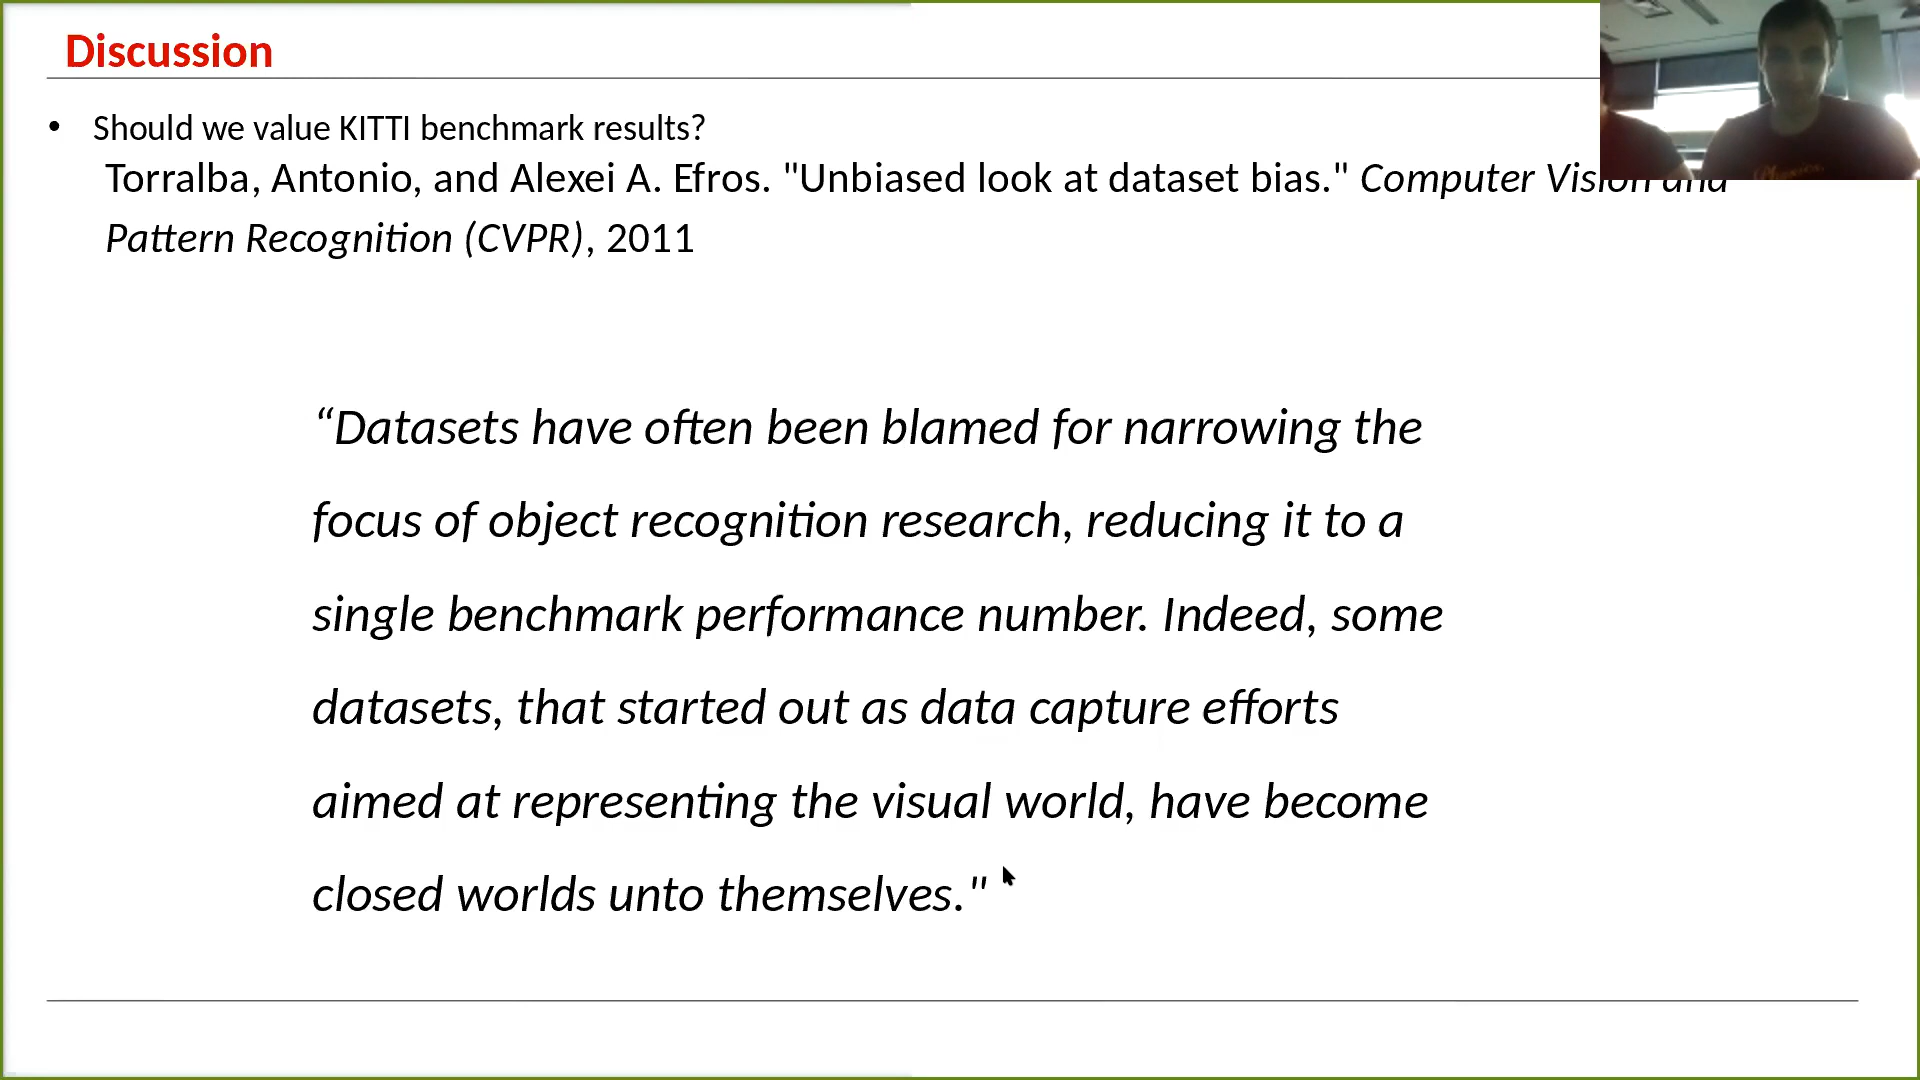 Discussion
• Should we value KITTI benchmark results?
Torralba, Antonio, and Alexei A. Efros. "Unbiased look at dataset bias." Computer Vision and
Pattern Recognition (CVPR), 2011
“Datasets have often been blamed for narrowing the
focus of object recognition research, reducing it to a
single benchmark performance number. Indeed, some
datasets, that started out as data capture efforts
aimed at representing the visual world, have become
closed worlds unto themselves."